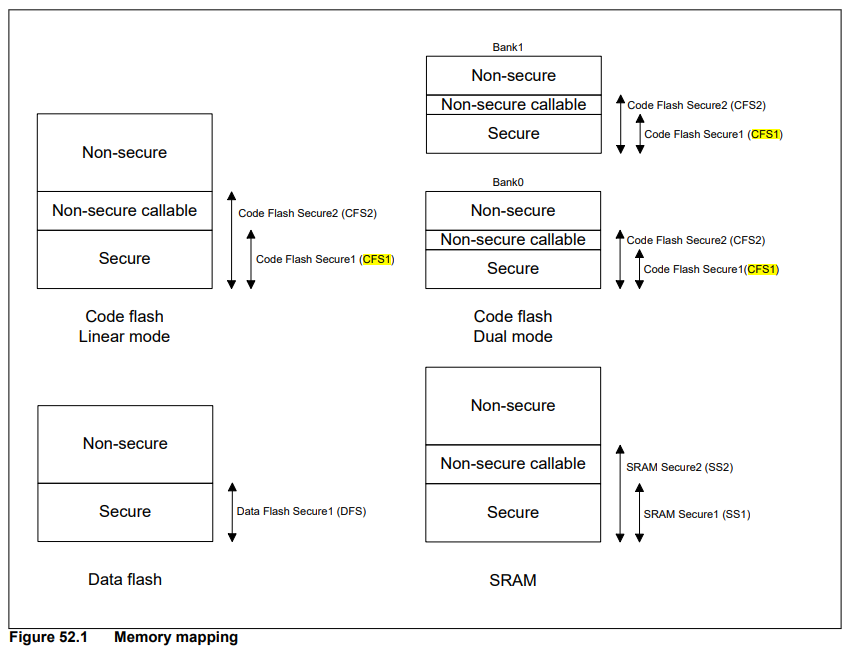 Bank1
Non-secure
Non-secure callable
Secure
Code Flash Secure2 (CFS2)
Code Flash Secure1 (CFS1)
Non-secure
Non-secure callable
Secure
Code Flash Secure2 (CFS2)
Code Flash Secure1 (CFS1)
Code flash
Linear mode
Bank0
Non-secure
Non-secure callable
Secure
Code Flash Secure2 (CFS2)
Code Flash Secure1(CFS1)
Code flash
Dual mode
Non-secure
Secure
Data Flash Secure1 (DFS)
Data flash
Non-secure
Non-secure callable
Secure
SRAM Secure2 (SS2)
SRAM Secure1 (SS1)
SRAM
Figure 52.1 Memory mapping